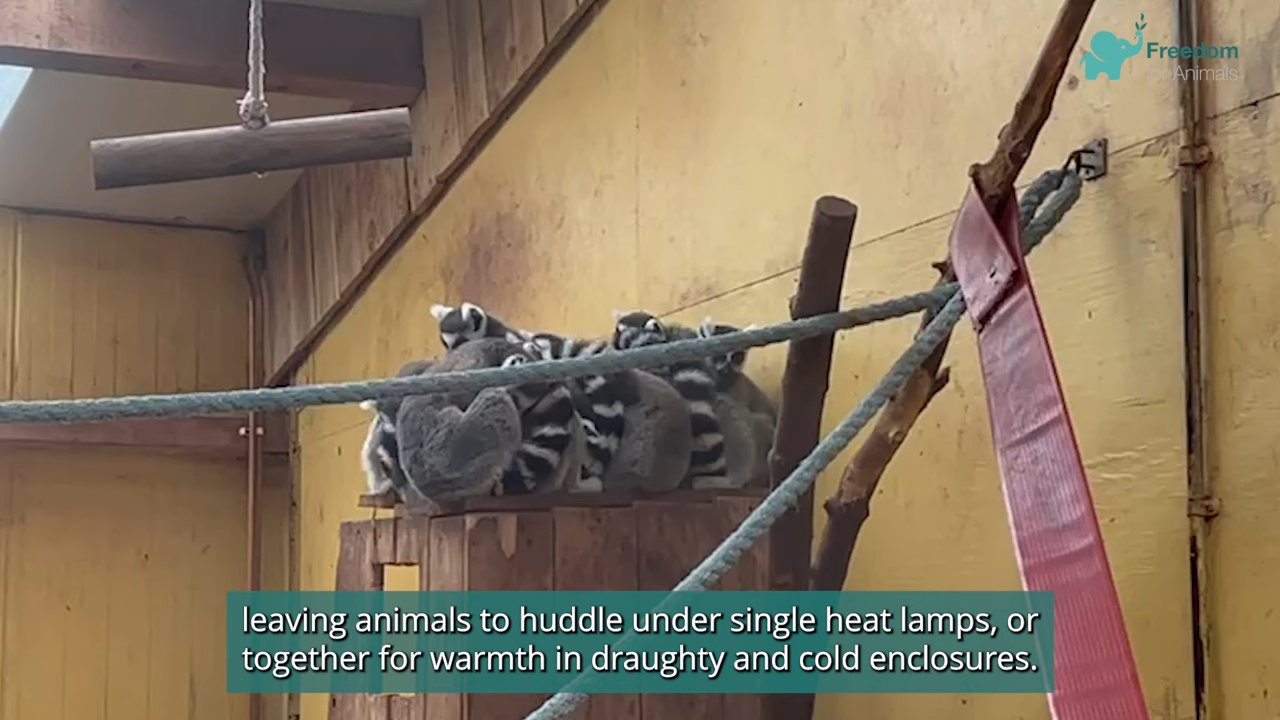 Freedom
for Animals
leaving animals to huddle under single heat lamps, or
together for warmth in draughty and cold enclosures.